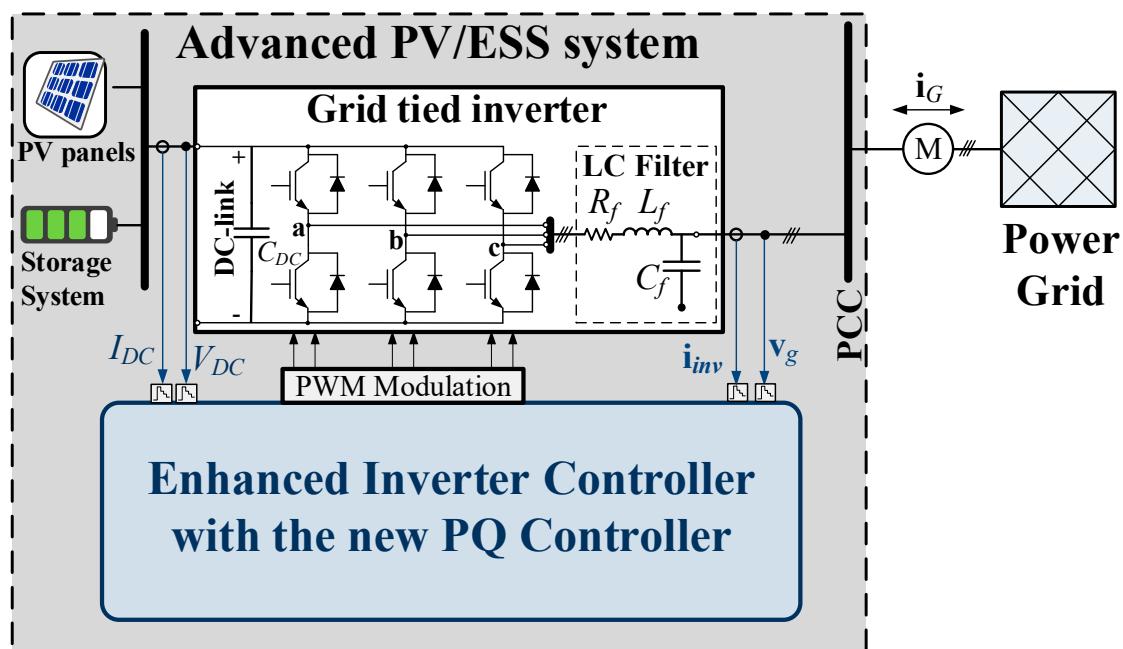 Advanced PV/ESS system
PV panels
Storage
System
Grid tied inverter
DC-link
+
-
C_DC
a
b
c
LC Filter
R_f
L_f
C_f
I_DC
V_DC
PWM Modulation
i_inv
v_g
PCC
i_G
M
Power
Grid
Enhanced Inverter Controller
with the new PQ Controller